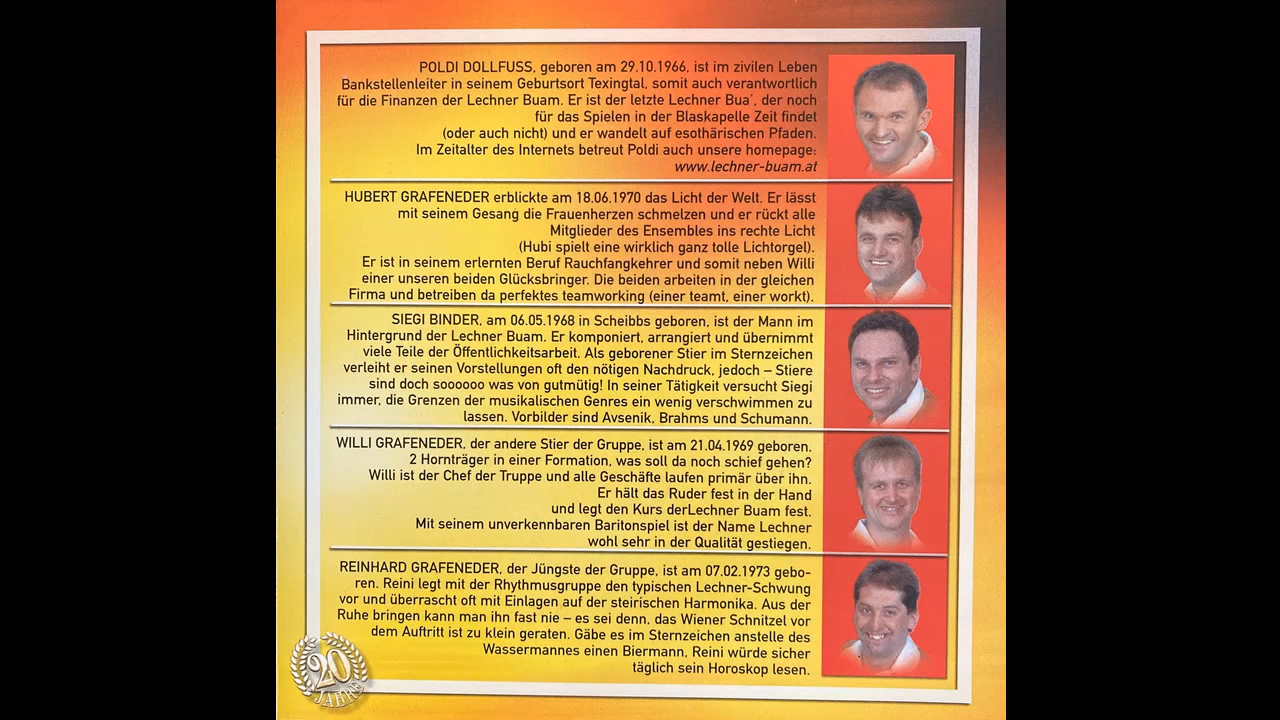 POLDI DOLLFUSS, geboren am 29.10.1966, ist im zivilen Leben
Bankstellenleiter in seinem Geburtsort Texingtal, somit auch verantwortlich
für die Finanzen der Lechner Buam. Er ist der letzte Lechner Bua´, der noch
für das Spielen in der Blaskapelle Zeit findet
(oder auch nicht) und er wandelt auf esothärischen Pfaden.
Im Zeitalter des Internets betreut Poldi auch unsere homepage:
www.lechner-buam.at
HUBERT GRAFENEDER erblickte am 18.06.1970 das Licht der Welt. Er lässt
mit seinem Gesang die Frauenherzen schmelzen und er rückt alle
Mitglieder des Ensembles ins rechte Licht
(Hubi spielt eine wirklich ganz tolle Lichtorgel).
Er ist in seinem erlernten Beruf Rauchfangkehrer und somit neben Willi
einer unseren beiden Glücksbringer. Die beiden arbeiten in der gleichen
Firma und betreiben da perfektes teamworking (einer teamt, einer workt).
SIEGI BINDER, am 06.05.1968 in Scheibbs geboren, ist der Mann im
Hintergrund der Lechner Buam. Er komponiert, arrangiert und übernimmt
viele Teile der Öffentlichkeitsarbeit. Als geborener Stier im Sternzeichen
verleiht er seinen Vorstellungen oft den nötigen Nachdruck, jedoch – Stiere
sind doch soooooo was von gutmütig! In seiner Tätigkeit versucht Siegi
immer, die Grenzen der musikalischen Genres ein wenig verschwimmen zu
lassen. Vorbilder sind Avsenik, Brahms und Schumann.
WILLI GRAFENEDER, der andere Stier der Gruppe, ist am 21.04.1969 geboren.
2 Hornträger in einer Formation, was soll da noch schief gehen?
Willi ist der Chef der Truppe und alle Geschäfte laufen primär über ihn.
Er hält das Ruder fest in der Hand
und legt den Kurs derLechner Buam fest.
Mit seinem unverkennbaren Baritonspiel ist der Name Lechner
wohl sehr in der Qualität gestiegen.
REINHARD GRAFENEDER, der Jüngste der Gruppe, ist am 07.02.1973 gebo-
ren. Reini legt mit der Rhythmusgruppe den typischen Lechner-Schwung
vor und überrascht oft mit Einlagen auf der steirischen Harmonika. Aus der
Ruhe bringen kann man ihn fast nie – es sei denn, das Wiener Schnitzel vor
dem Auftritt ist zu klein geraten. Gäbe es im Sternzeichen anstelle des
Wassermannes einen Biermann, Reini würde sicher
täglich sein Horoskop lesen.
20
JAHRE